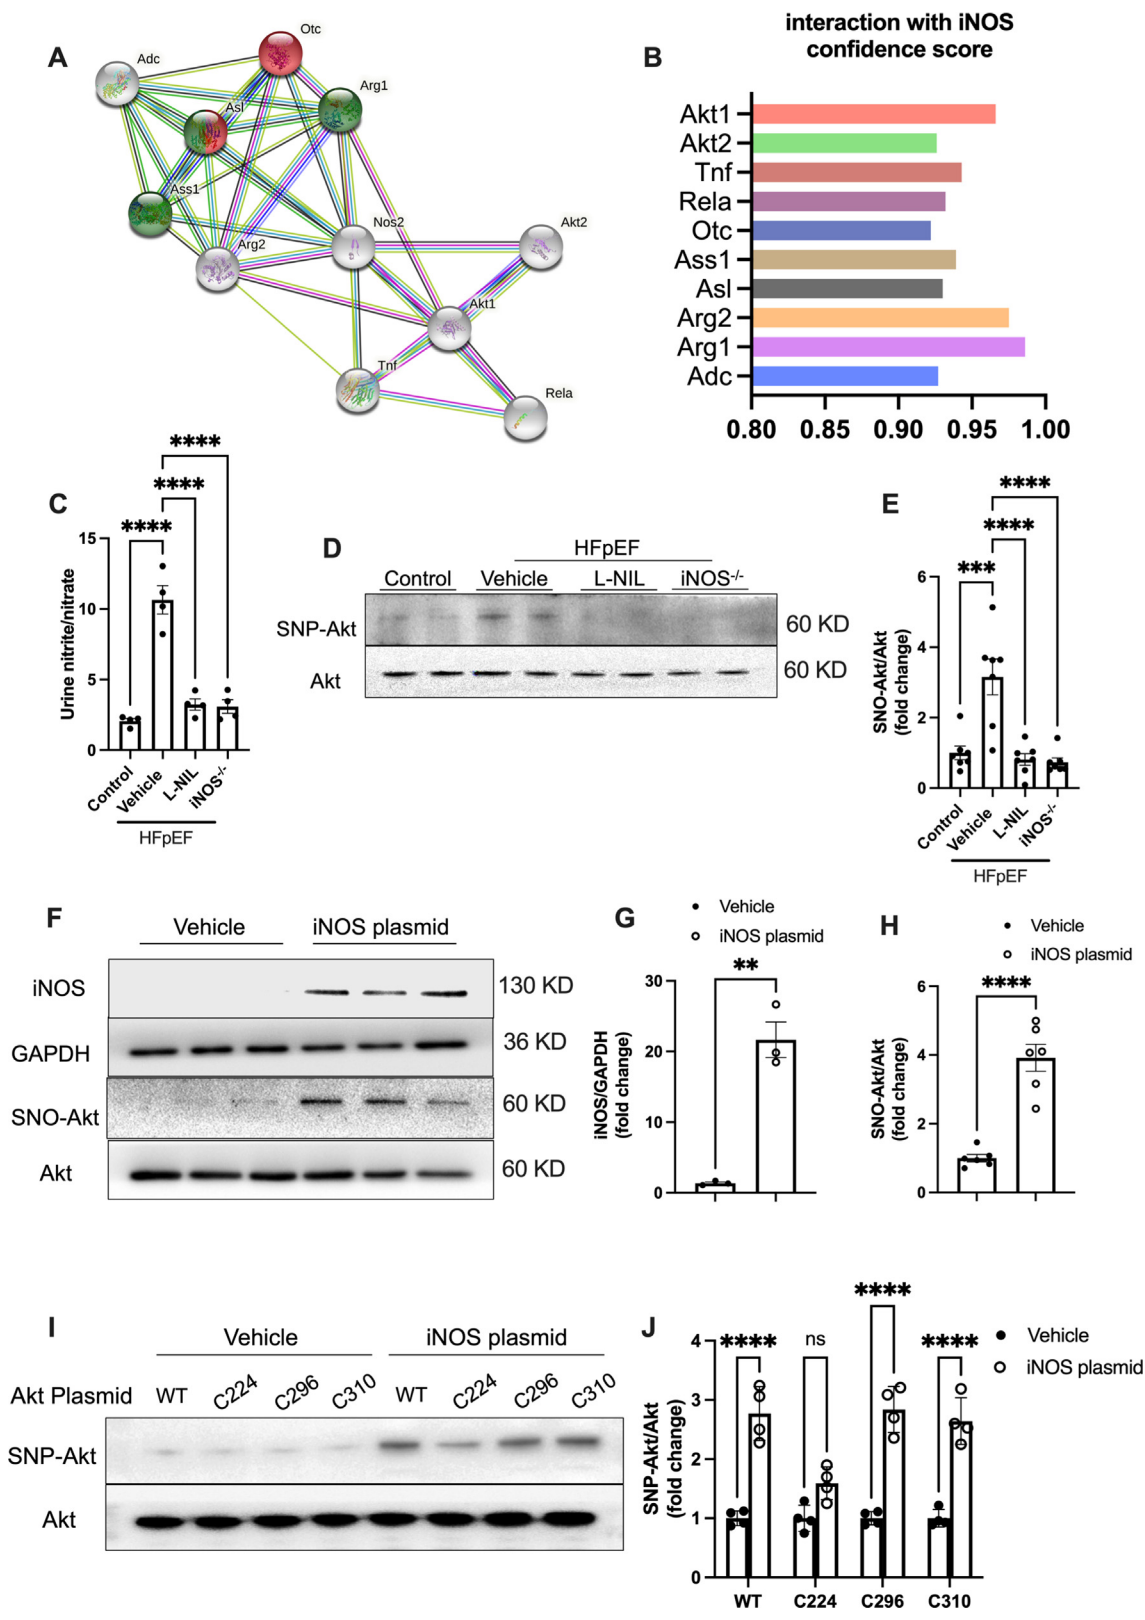 A
Otc
Adc
Arg1
Asl
Ass1
Arg2
Nos2
Akt2
Akt1
Tnf
Rela
B
interaction with iNOS
confidence score
Akt1
Akt2
Tnf
Rela
Otc
Ass1
Asl
Arg2
Arg1
Adc
0.80 0.85 0.90 0.95 1.00
C
****
****
****
Urine nitrite/nitrate
15
10
5
0
Control
Vehicle
L-NIL
iNOS-/-
HFpEF
D
HFpEF
Control Vehicle L-NIL iNOS-/-
SNP-Akt 60 KD
Akt 60 KD
E
****
****
***
SNO-Akt/Akt
(fold change)
6
4
2
0
Control
Vehicle
L-NIL
iNOS-/-
HFpEF
F
Vehicle iNOS plasmid
iNOS 130 KD
GAPDH 36 KD
SNO-Akt 60 KD
Akt 60 KD
G
Vehicle
iNOS plasmid
**
iNOS/GAPDH
(fold change)
30
20
10
0
H
Vehicle
iNOS plasmid
****
SNO-Akt/Akt
(fold change)
6
4
2
0
I
Vehicle iNOS plasmid
Akt Plasmid WT C224 C296 C310 WT C224 C296 C310
SNP-Akt
Akt
J
Vehicle
iNOS plasmid
**** ns **** ****
SNP-Akt/Akt
(fold change)
4
3
2
1
0
WT C224 C296 C310